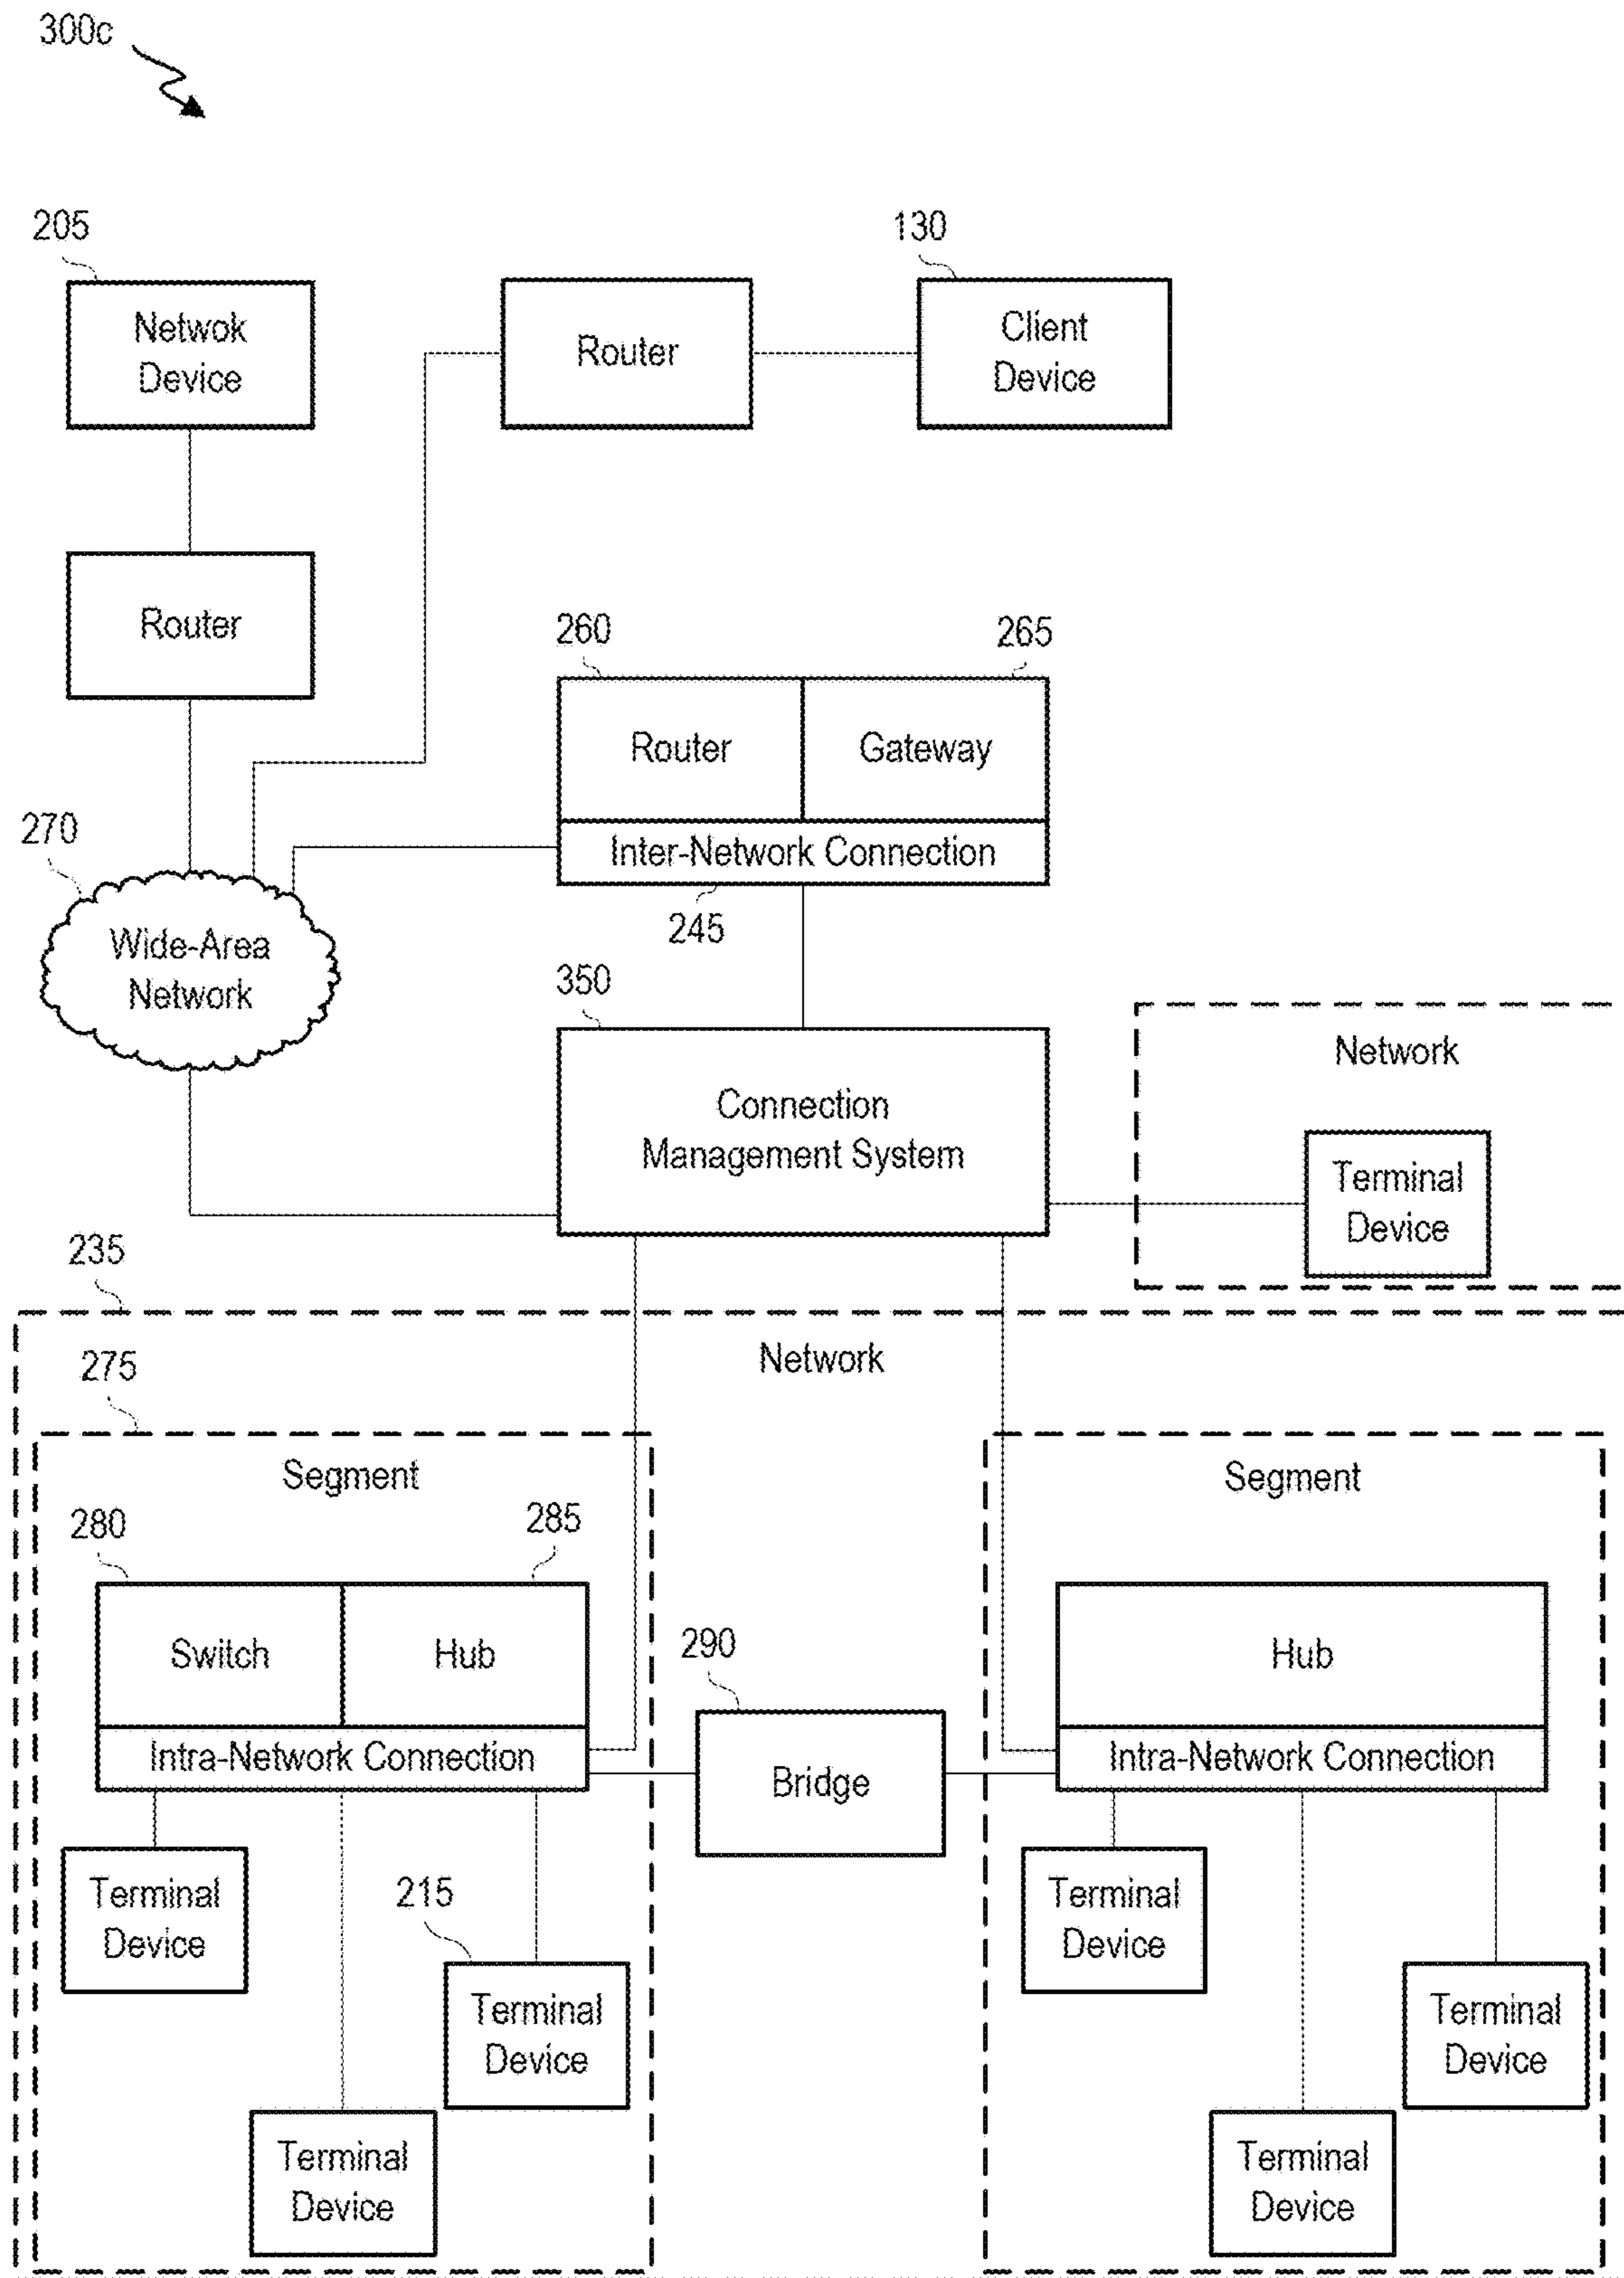 300c
205
130
Netwok
Device
Router
Client
Device
Router
260
265
Router
Gateway
Inter-Network Connection
245
270
Wide-Area
Network
350
Connection
Management System
Network
Terminal
Device
235
Network
275
Segment
Segment
280
285
Switch
Hub
Intra-Network Connection
290
Bridge
Hub
Intra-Network Connection
Terminal
Device
215
Terminal
Device
Terminal
Device
Terminal
Device
Terminal
Device
Terminal
Device